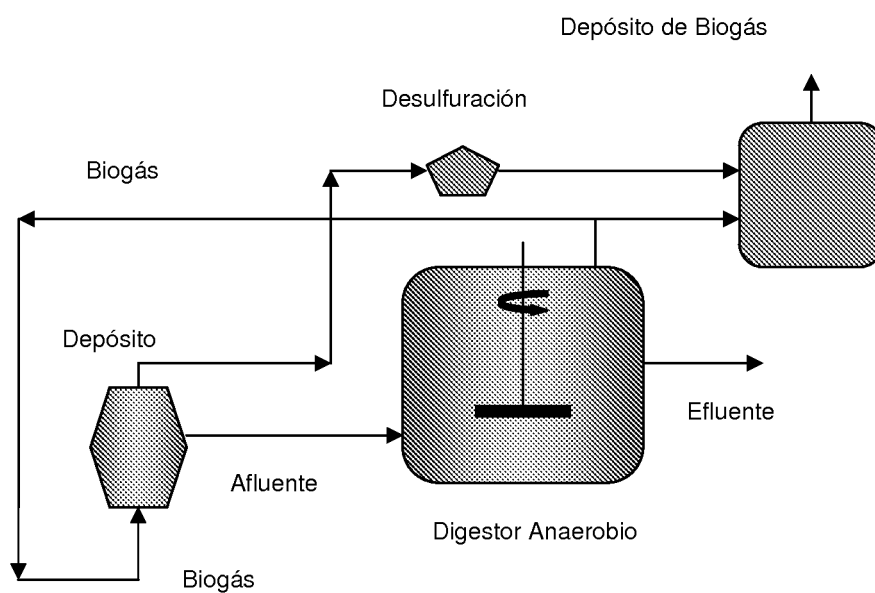 Depósito de Biogás
Desulfuración
Biogás
Depósito
Efluente
Afluente
Digestor Anaerobio
Biogás